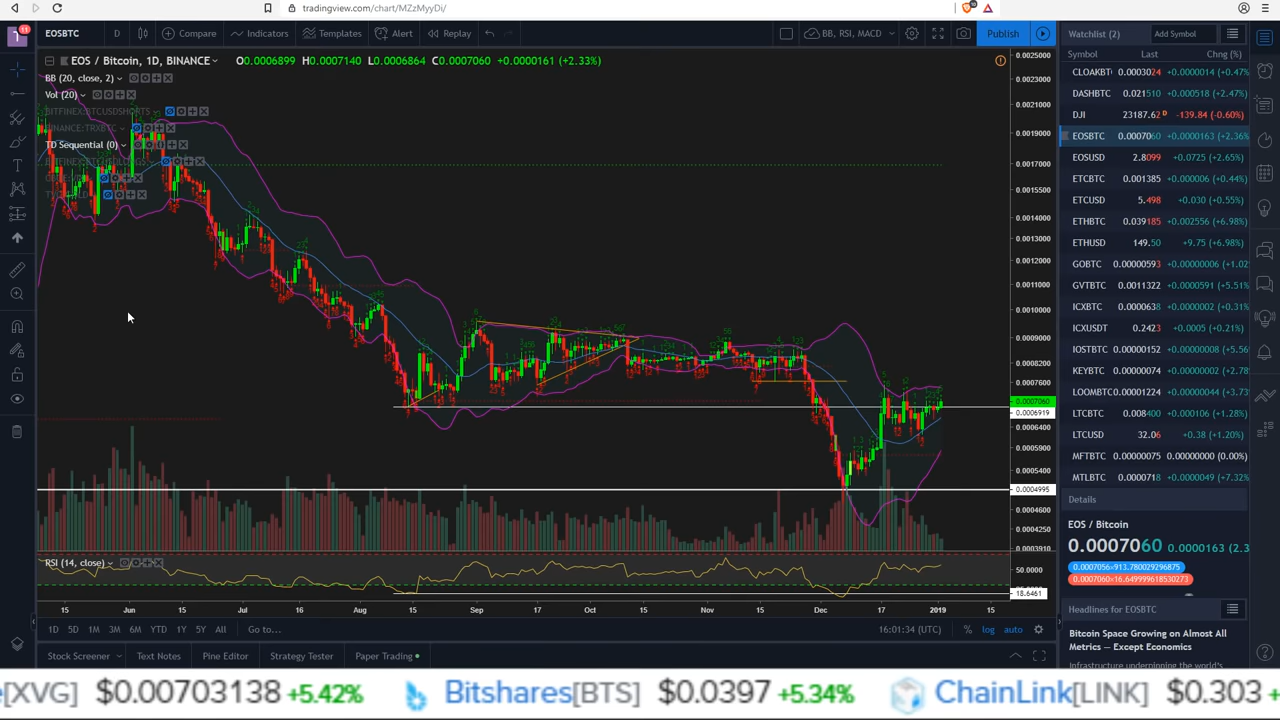 tradingview.com/chart/MZzMyyDi/
11
EOSBTC D Compare Indicators Templates Alert Replay BB, RSI, MACD Publish
EOS / Bitcoin, 1D, BINANCE O0.0006899 H0.0007140 L0.0006864 C0.0007060 +0.0000161 (+2.33%)
BB (20, close, 2)
Vol (20)
BITFINEX:BTCUSDSHORTS
BINANCE:TRXBTC
TD Sequential (0)
RSI (14, close)
0.0025000
0.0023000
0.0021000
0.0019000
0.0017000
0.0015500
0.0014000
0.0013000
0.0012000
0.0011000
0.0010000
0.0009000
0.0008200
0.0007600
0.0007060
0.0006919
0.0006400
0.0005900
0.0005400
0.0004995
0.0004600
0.0004250
0.0003910
50.0000
18.6461
15 Jun 15 Jul 16 Aug 15 Sep 17 Oct 15 Nov 15 Dec 17 2019 15
1D 5D 1M 3M 6M YTD 1Y 5Y All Go to... 16:01:34 (UTC) % log auto
Stock Screener Text Notes Pine Editor Strategy Tester Paper Trading
Watchlist (2) Add Symbol
Symbol Last Chng (%)
CLOAKBT 0.00003024 +0.0000014 (+0.47%
DASHBTC 0.021510 +0.000518 (+2.47%)
DJI 23187.62 D -139.84 (-0.60%)
EOSBTC 0.0007060 +0.0000163 (+2.36%
EOSUSD 2.8099 +0.0725 (+2.65%)
ETCBTC 0.001385 +0.000006 (+0.44%)
ETCUSD 5.498 +0.030 (+0.55%)
ETHBTC 0.039185 +0.002556 (+6.98%)
ETHUSD 149.50 +9.75 (+6.98%)
GOBTC 0.00000593 +0.00000006 (+1.02
GVTBTC 0.0011322 +0.0000591 (+5.51%
ICXBTC 0.0000638 +0.0000002 (+0.31%
ICXUSDT 0.2423 +0.0005 (+0.21%)
IOSTBTC 0.00000152 +0.00000008 (+5.56
KEYBTC 0.00000074 +0.00000002 (+2.78
LOOMBTC 0.00001224 +0.00000044 (+3.73
LTCBTC 0.008400 +0.000106 (+1.28%)
LTCUSD 32.06 +0.38 (+1.20%)
MFTBTC 0.00000075 0.00000000 (0.00%)
MTLBTC 0.0000718 +0.0000049 (+7.32%
Details
EOS / Bitcoin
0.0007060 0.0000163 (2.3
0.0007056×913.780029296875
0.0007060×16.649999618530273
Headlines for EOSBTC
Bitcoin Space Growing on Almost All
Metrics — Except Economics
Infrastructure underpinning the world's
e[XVG] $0.00703138 +5.42% Bitshares[BTS] $0.0397 +5.34% ChainLink[LINK] $0.303 +